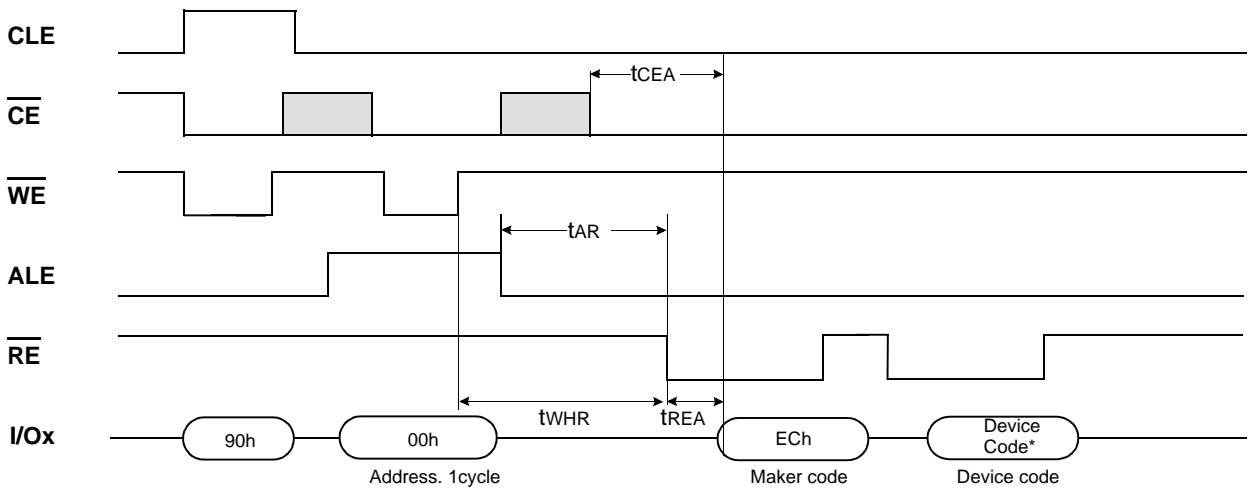 CLE
tCEA
CE
WE
tAR
ALE
RE
tWHR
tREA
I/Ox
90h
00h
ECh
Device
Code*
Address. 1cycle
Maker code
Device code